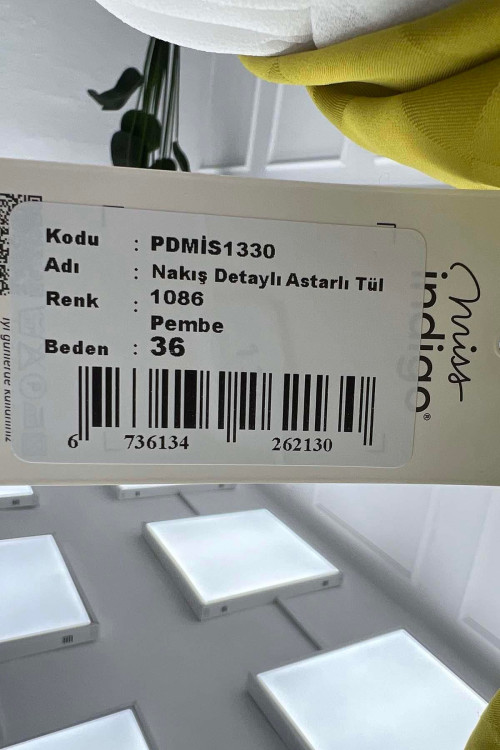 Kodu : PDMİS1330
Adı : Nakış Detaylı Astarlı Tül
Renk : 1086
Pembe
Beden : 36
6 736134 262130
miss
indigo®